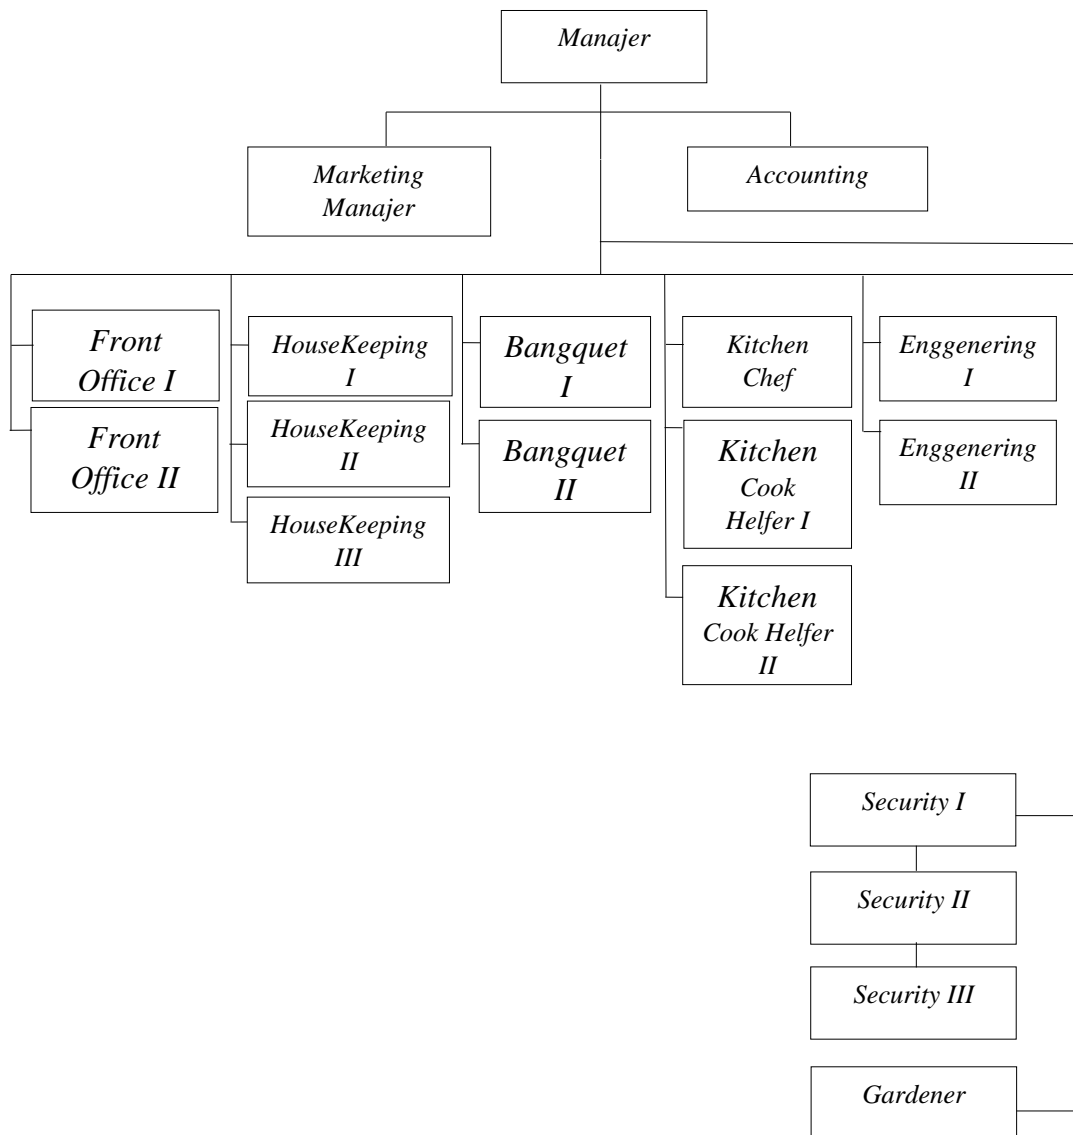 Manajer
Marketing
Manajer
Accounting
Front
Office I
Front
Office II
HouseKeeping
I
HouseKeeping
II
HouseKeeping
III
Bangquet
I
Bangquet
II
Kitchen
Chef
Kitchen
Cook
Helfer I
Kitchen
Cook Helfer
II
Enggenering
I
Enggenering
II
Security I
Security II
Security III
Gardener